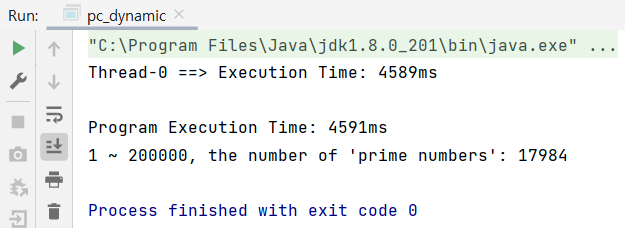 Run: pc_dynamic
"C:\Program Files\Java\jdk1.8.0_201\bin\java.exe" ...
Thread-0 ==> Execution Time: 4589ms
Program Execution Time: 4591ms
1 ~ 200000, the number of 'prime numbers': 17984
Process finished with exit code 0